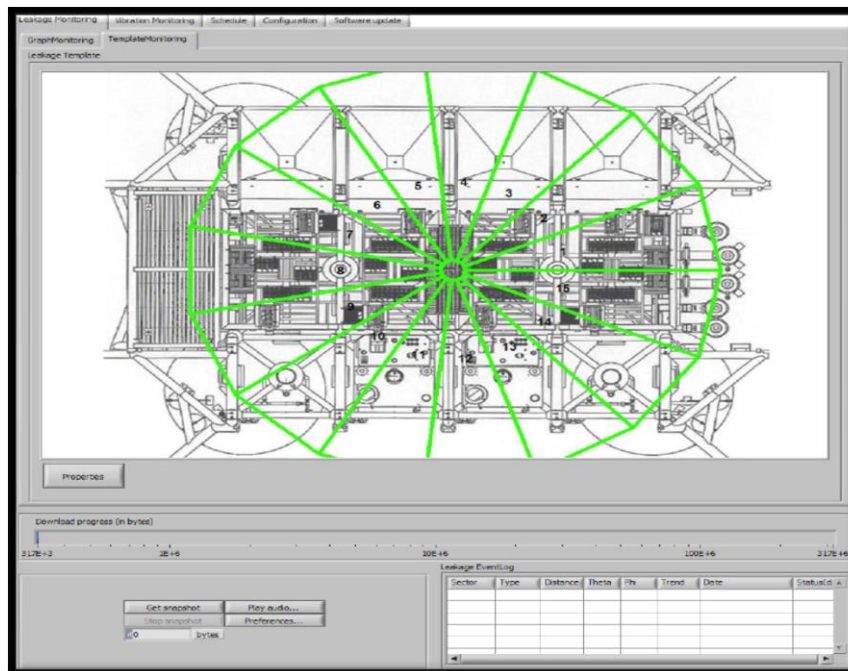 Leakage Monitoring Vibration Monitoring Schedule Configuration Software update
GraphMonitoring TemplateMonitoring
Leakage Template
5 4
3
6
2
7
1
8
15
9
14
10
13
11 12
Properties
Download progress (in bytes)
317E+3 2E+6 10E+6 100E+6 317E+6
Leakage EventLog
Sector Type Distance Theta Phi Trend Date StatusId
Get snapshot Play audio...
Stop snapshot Preferences...
0 bytes